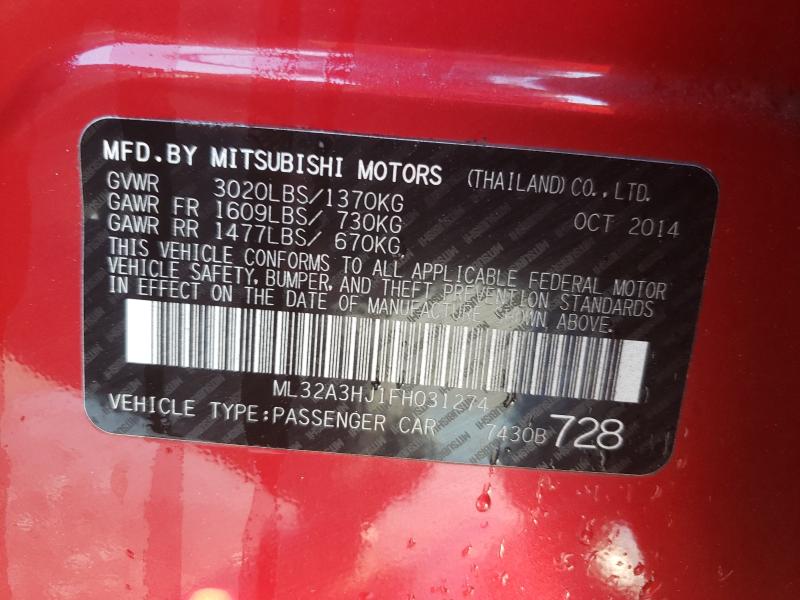 MFD.BY MITSUBISHI MOTORS (THAILAND) CO., LTD.
GVWR 3020LBS/1370KG OCT 2014
GAWR FR 1609LBS/ 730KG
GAWR RR 1477LBS/ 670KG
THIS VEHICLE CONFORMS TO ALL APPLICABLE FEDERAL MOTOR
VEHICLE SAFETY, BUMPER, AND THEFT PREVENTION STANDARDS
IN EFFECT ON THE DATE OF MANUFACTURE SHOWN ABOVE.
ML32A3HJ1FH031274
VEHICLE TYPE:PASSENGER CAR 7430B 728